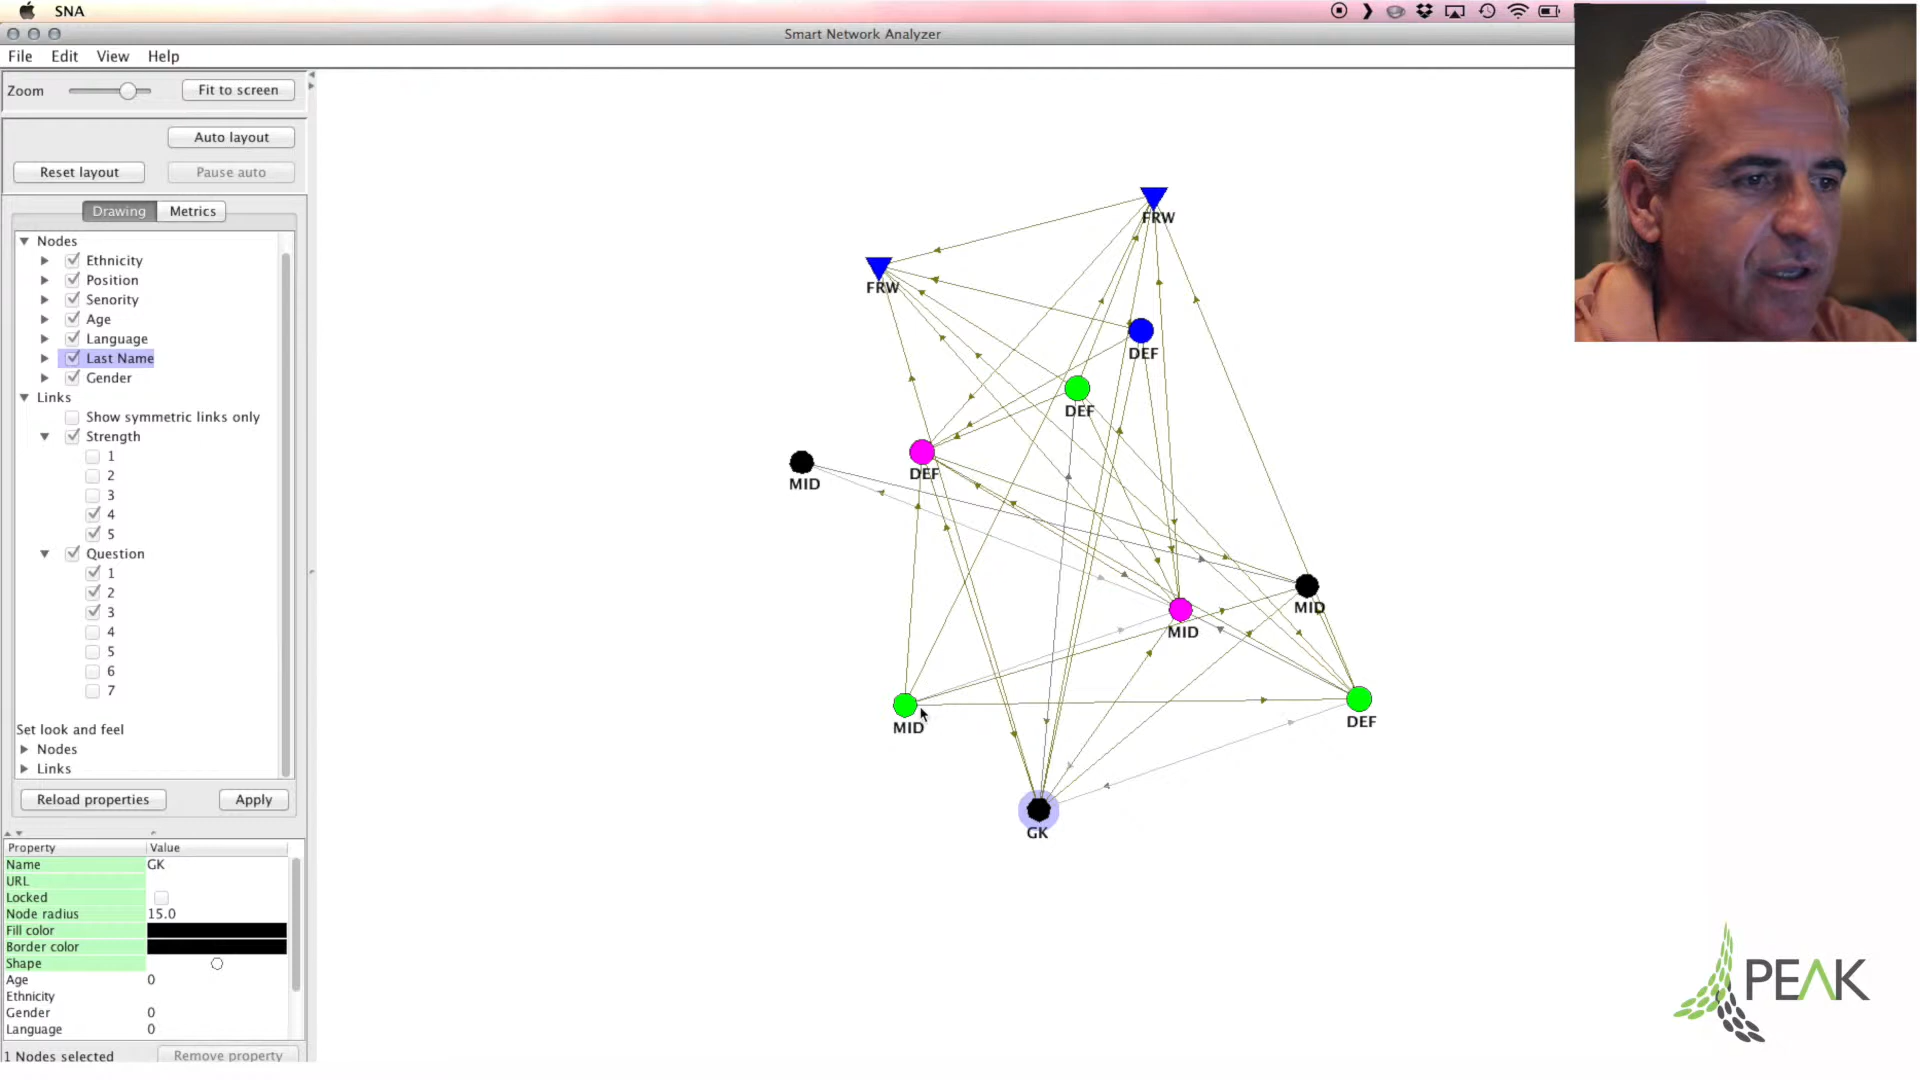 SNA
Smart Network Analyzer
File Edit View Help
Zoom Fit to screen
Auto layout
Reset layout Pause auto
Drawing Metrics
Nodes
Ethnicity
Position
Senority
Age
Language
Last Name
Gender
Links
Show symmetric links only
Strength
1
2
3
4
5
Question
1
2
3
4
5
6
7
Set look and feel
Nodes
Links
Reload properties Apply
Property Value
Name GK
URL
Locked
Node radius 15.0
Fill color
Border color
Shape
Age 0
Ethnicity
Gender 0
Language 0
1 Nodes selected Remove property
FRW
FRW
DEF
DEF
DEF
MID
MID
MID
MID
DEF
GK
PEAK